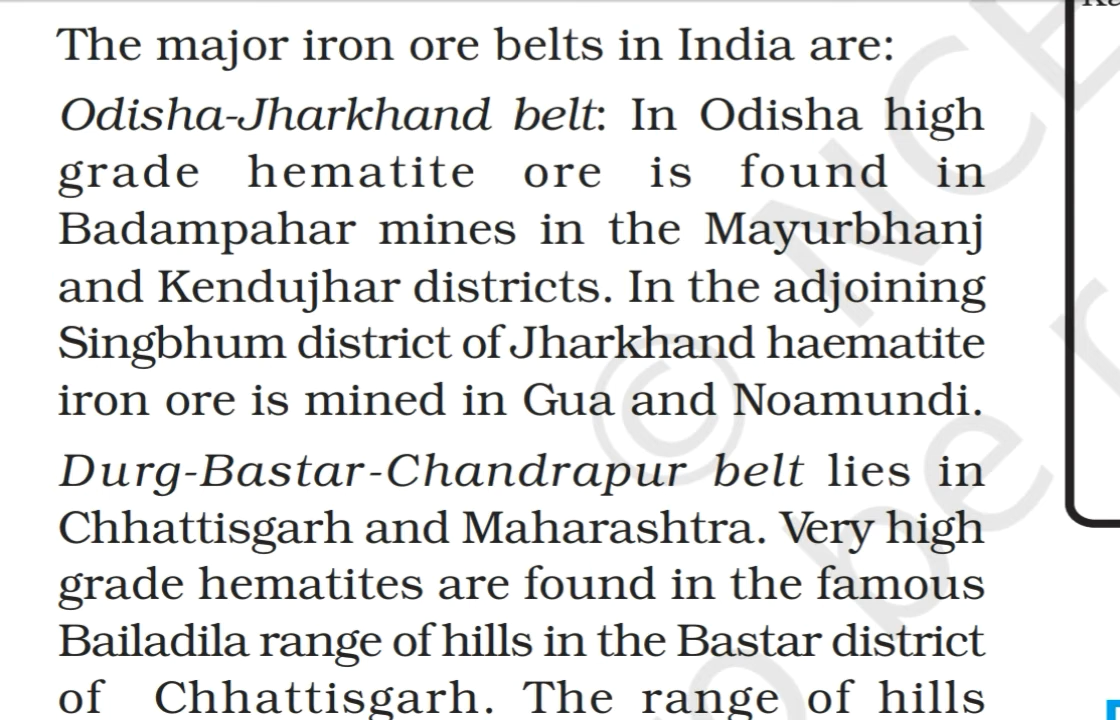 The major iron ore belts in India are:
Odisha-Jharkhand belt: In Odisha high
grade hematite ore is found in
Badampahar mines in the Mayurbhanj
and Kendujhar districts. In the adjoining
Singbhum district of Jharkhand haematite
iron ore is mined in Gua and Noamundi.
Durg-Bastar-Chandrapur belt lies in
Chhattisgarh and Maharashtra. Very high
grade hematites are found in the famous
Bailadila range of hills in the Bastar district
of Chhattisgarh. The range of hills
© NCE
be r